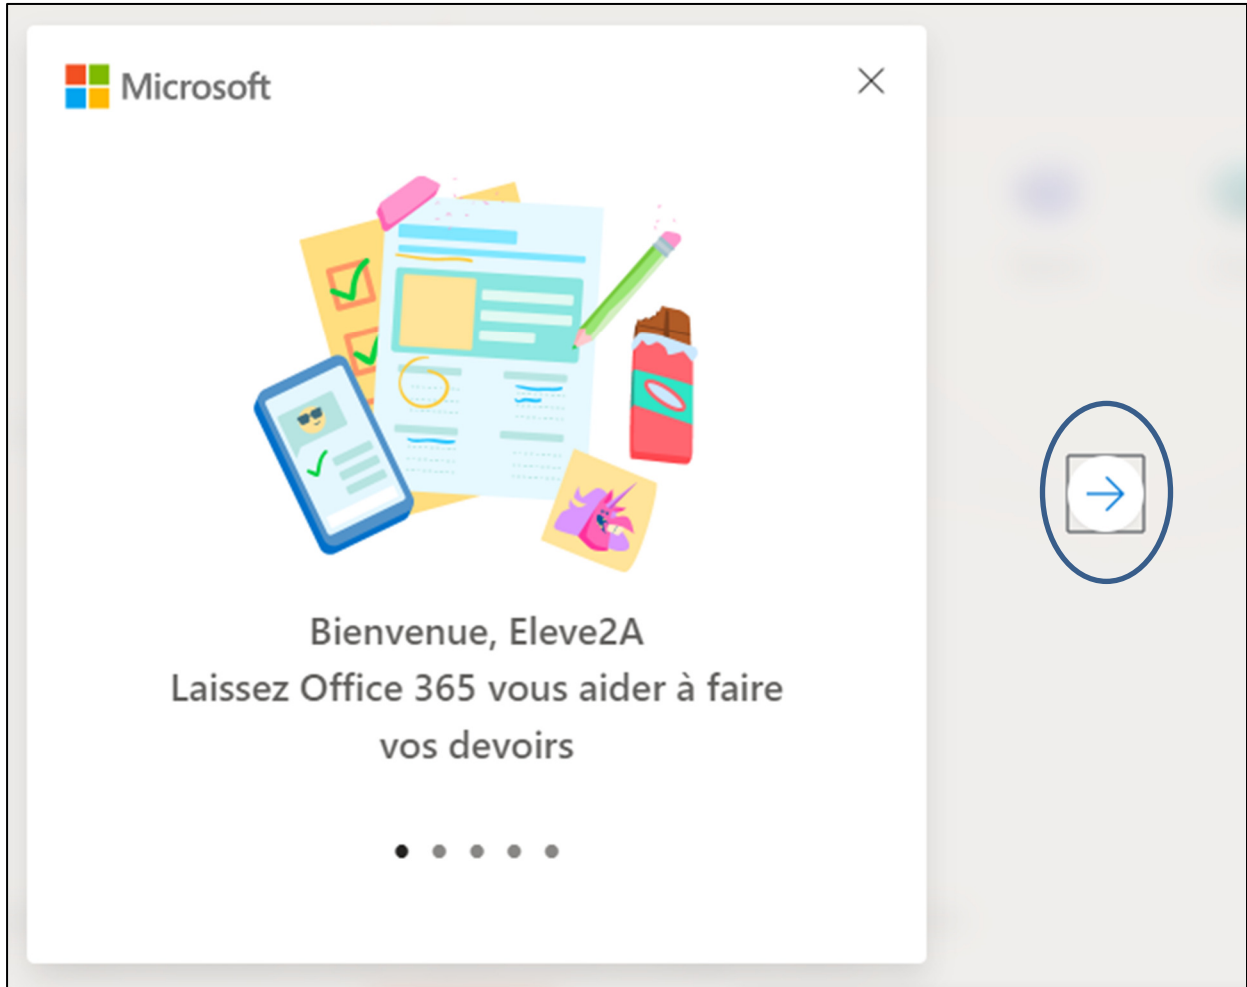 Microsoft
Bienvenue, Eleve2A
Laissez Office 365 vous aider à faire
vos devoirs